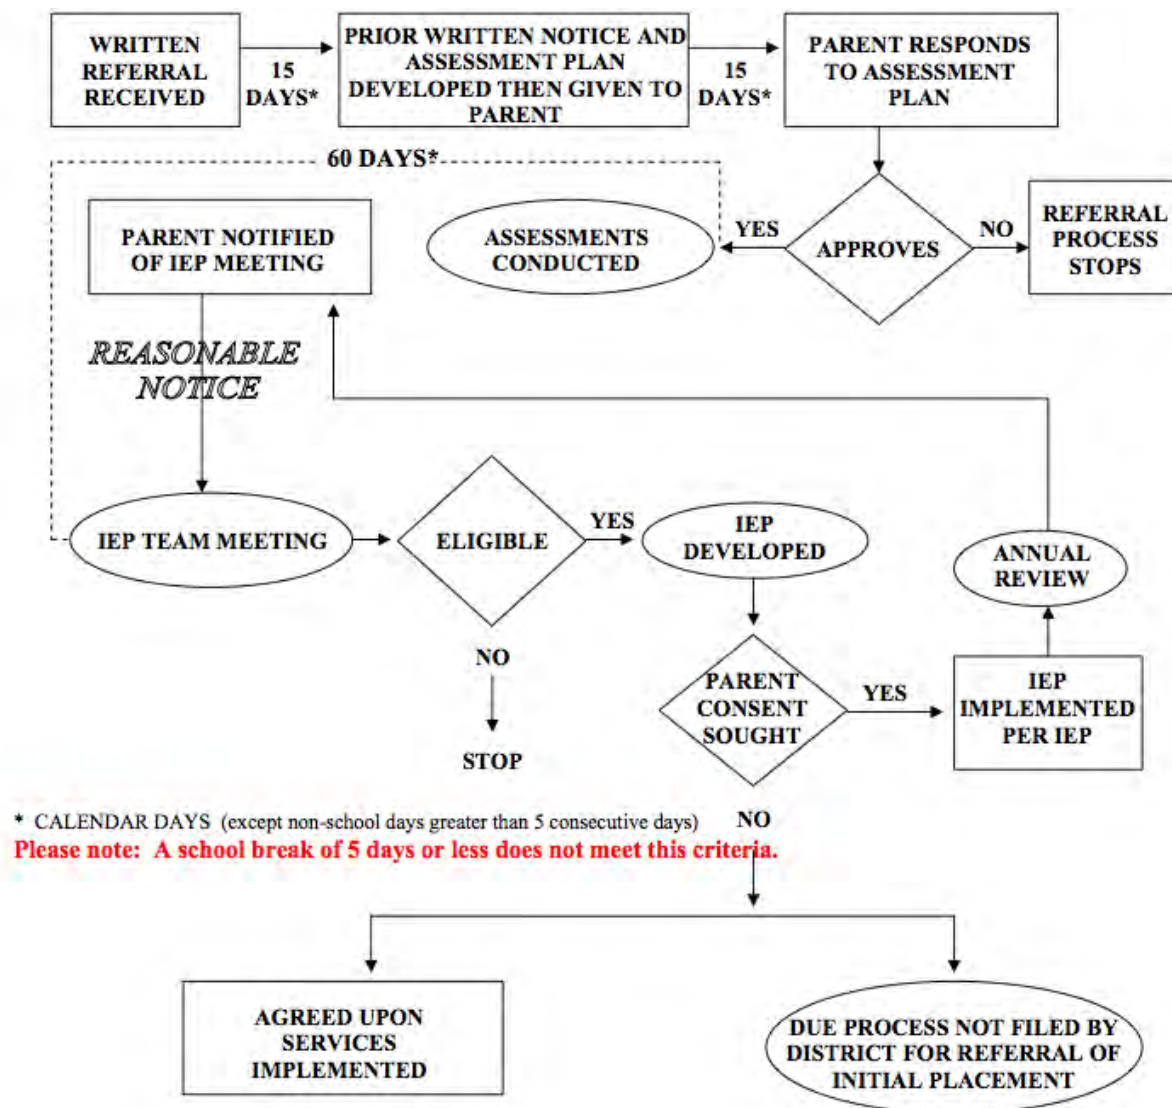 WRITTEN
REFERRAL
RECEIVED
15
DAYS*
PRIOR WRITTEN NOTICE AND
ASSESSMENT PLAN
DEVELOPED THEN GIVEN TO
PARENT
15
DAYS*
PARENT RESPONDS
TO ASSESSMENT
PLAN
60 DAYS*
PARENT NOTIFIED
OF IEP MEETING
ASSESSMENTS
CONDUCTED
YES
APPROVES
NO
REFERRAL
PROCESS
STOPS
REASONABLE
NOTICE
IEP TEAM MEETING
ELIGIBLE
YES
IEP
DEVELOPED
ANNUAL
REVIEW
NO
STOP
PARENT
CONSENT
SOUGHT
YES
IEP
IMPLEMENTED
PER IEP
* CALENDAR DAYS (except non-school days greater than 5 consecutive days)
NO
Please note: A school break of 5 days or less does not meet this criteria.
AGREED UPON
SERVICES
IMPLEMENTED
DUE PROCESS NOT FILED BY
DISTRICT FOR REFERRAL OF
INITIAL PLACEMENT